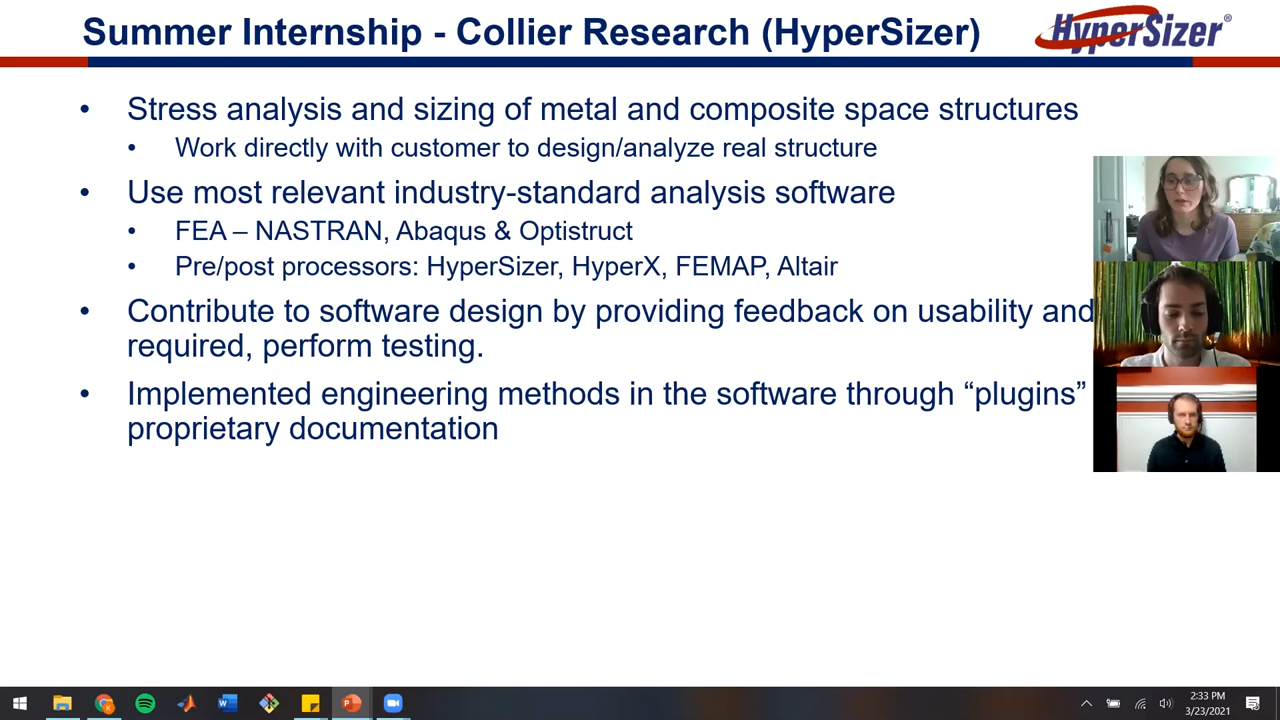 Summer Internship - Collier Research (HyperSizer)
HyperSizer®
• Stress analysis and sizing of metal and composite space structures
• Work directly with customer to design/analyze real structure
• Use most relevant industry-standard analysis software
• FEA – NASTRAN, Abaqus & Optistruct
• Pre/post processors: HyperSizer, HyperX, FEMAP, Altair
• Contribute to software design by providing feedback on usability and
required, perform testing.
• Implemented engineering methods in the software through “plugins”
proprietary documentation
2:33 PM
3/23/2021